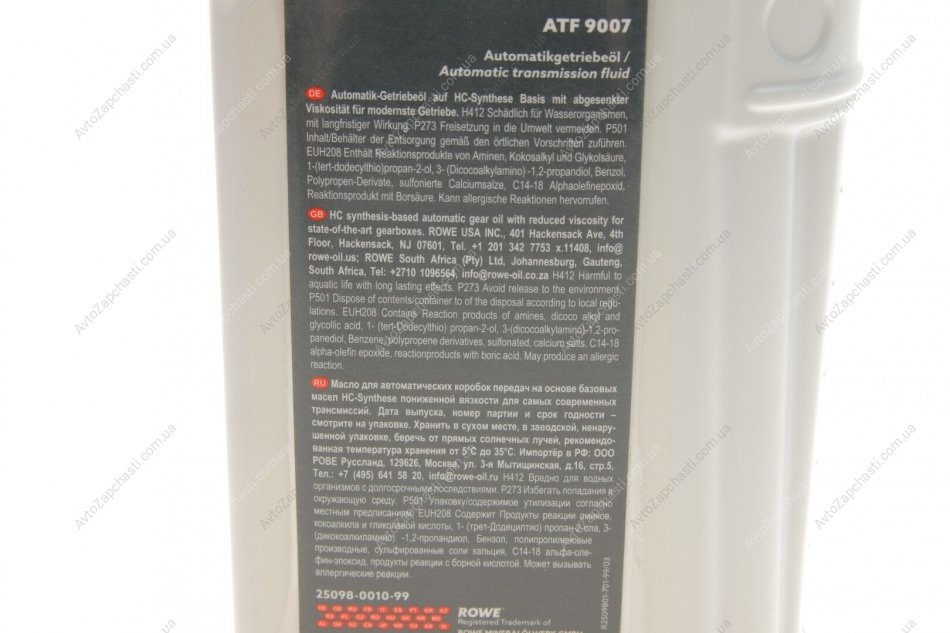 ATF 9007
Automatikgetriebeöl /
Automatic transmission fluid
DE Automatik-Getriebeöl auf HC-Synthese Basis mit abgesenkter
Viskosität für modernste Getriebe. H412 Schädlich für Wasserorganismen,
mit langfristiger Wirkung. P273 Freisetzung in die Umwelt vermeiden. P501
Inhalt/Behälter der Entsorgung gemäß den örtlichen Vorschriften zuführen.
EUH208 Enthält Reaktionsprodukte von Aminen, Kokosalkyl und Glykolsäure,
1-(tert-dodecylthio)propan-2-ol, 3- (Dicocoalkylamino) -1,2-propandiol, Benzol,
Polypropen-Derivate, sulfonierte Calciumsalze, C14-18 Alphaolefinepoxid,
Reaktionsprodukt mit Borsäure. Kann allergische Reaktionen hervorrufen.
GB HC synthesis-based automatic gear oil with reduced viscosity for
state-of-the-art gearboxes. ROWE USA INC., 401 Hackensack Ave, 4th
Floor, Hackensack, NJ 07601, Tel. +1 201 342 7753 x.11408, info@
rowe-oil.us; ROWE South Africa (Pty) Ltd, Johannesburg, Gauteng,
South Africa, Tel: +2710 1096564, info@rowe-oil.co.za H412 Harmful to
aquatic life with long lasting effects. P273 Avoid release to the environment.
P501 Dispose of contents/container to of the disposal according to local regu-
lations. EUH208 Contains Reaction products of amines, dicoco alkyl and
glycollic acid, 1- (tert-Dodecylthio) propan-2-ol, 3-(dicocoalkylamino)-1,2-pro-
panediol, Benzene, polypropene derivatives, sulfonated, calcium salts, C14-18
alpha-olefin epoxide, reactionproducts with boric acid. May produce an allergic
reaction.
RU Масло для автоматических коробок передач на основе базовых
масел HC-Synthese пониженной вязкости для самых современных
трансмиссий. Дата выпуска, номер партии и срок годности –
смотрите на упаковке. Хранить в сухом месте, в заводской, ненару-
шенной упаковке, беречь от прямых солнечных лучей, рекомендо-
ванная температура хранения от 5°C до 35°C. Импортёр в РФ: ООО
РОВЕ Руссланд, 129626, Москва, ул. 3-я Мытищинская, д.16, стр.5,
Тел.: +7 (495) 641 58 20, info@rowe-oil.ru H412 Вредно для водных
организмов с долгосрочными последствиями. P273 Избегать попадания в
окружающую среду. P501 Упаковку/содержимое утилизации согласно
местным предписаниям. EUH208 Содержит Продукты реакции аминов,
кокоалкила и гликолевой кислоты, 1- (трет-Додецилтио) пропан-2-ола, 3-
(дикокоалкиламино) -1,2-пропандиол, Бензол, полипропиленовые
производные, сульфированные соли кальция, C14-18 альфа-оле-
фин-эпоксид, продукты реакции с борной кислотой. Может вызывать
аллергические реакции.
25098-0010-99
ROWE
Registered Trademark of
ROWE MINERALÖLWERK GMBH
R2509801-701-99/03
AvtoZapchasti.com.ua